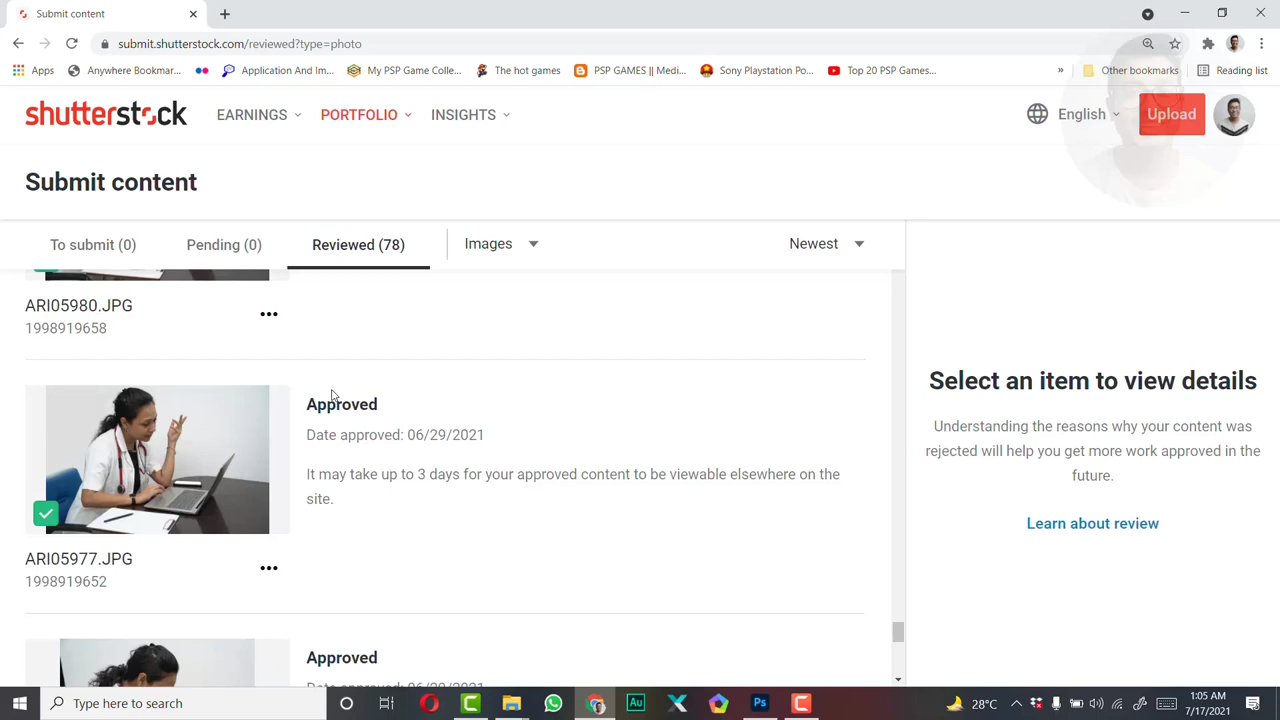 Submit content
submit.shutterstock.com/reviewed?type=photo
Apps
Anywhere Bookmar...
Application And Im...
My PSP Game Collec...
The hot games
PSP GAMES || Medi...
Sony Playstation Po...
Top 20 PSP Games...
»
Other bookmarks
Reading list
shutterstock
EARNINGS
PORTFOLIO
INSIGHTS
English
Upload
Submit content
To submit (0)
Pending (0)
Reviewed (78)
Images
Newest
ARI05980.JPG
1998919658
Approved
Date approved: 06/29/2021
It may take up to 3 days for your approved content to be viewable elsewhere on the
site.
ARI05977.JPG
1998919652
Approved
Select an item to view details
Understanding the reasons why your content was
rejected will help you get more work approved in the
future.
Learn about review
Type here to search
Au
Ps
28°C
1:05 AM
7/17/2021